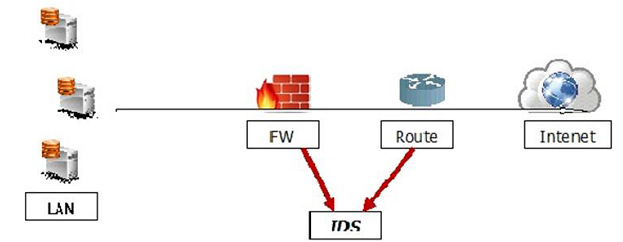 FW
Route
Intenet
LAN
IDS